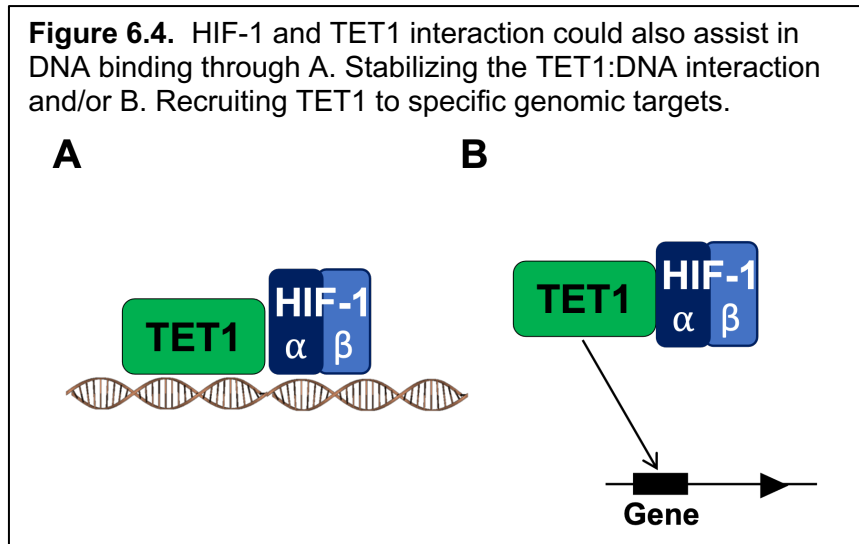 Figure 6.4.  HIF-1 and TET1 interaction could also assist in
DNA binding through A. Stabilizing the TET1:DNA interaction
and/or B. Recruiting TET1 to specific genomic targets.
A
B
TET1
HIF-1
α β
TET1
HIF-1
α β
Gene